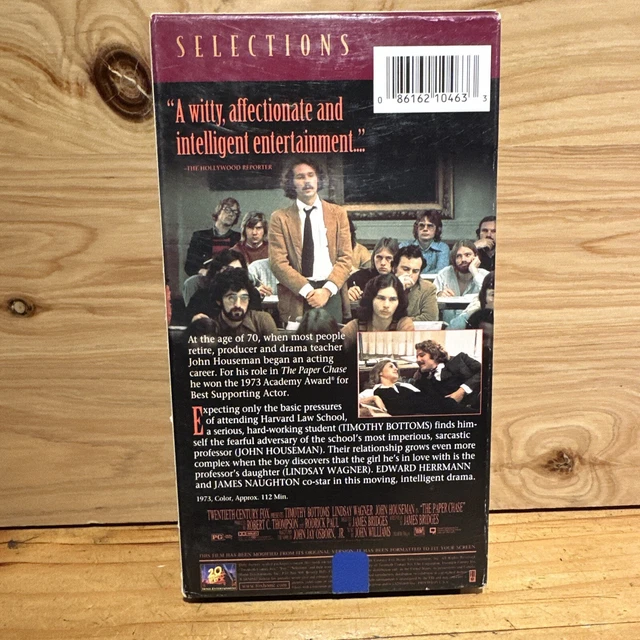 SELECTIONS
0 86162 10463 3
"A witty, affectionate and
intelligent entertainment...."
-THE HOLLYWOOD REPORTER
At the age of 70, when most people
retire, producer and drama teacher
John Houseman began an acting
career. For his role in The Paper Chase
he won the 1973 Academy Award® for
Best Supporting Actor.
Expecting only the basic pressures
of attending Harvard Law School,
a serious, hard-working student (TIMOTHY BOTTOMS) finds him-
self the fearful adversary of the school's most imperious, sarcastic
professor (JOHN HOUSEMAN). Their relationship grows even more
complex when the boy discovers that the girl he's in love with is the
professor's daughter (LINDSAY WAGNER). EDWARD HERRMANN
and JAMES NAUGHTON co-star in this moving, intelligent drama.
1973, Color, Approx. 112 Min.
TWENTIETH CENTURY FOX PRESENTS TIMOTHY BOTTOMS LINDSAY WAGNER JOHN HOUSEMAN IN "THE PAPER CHASE"
ROBERT C. THOMPSON AND RODRICK PAUL JAMES BRIDGES JAMES BRIDGES
PG JOHN JAY OSBORN, JR. JOHN WILLIAMS
THIS FILM HAS BEEN MODIFIED FROM ITS ORIGINAL VERSION. IT HAS BEEN FORMATTED TO FIT YOUR SCREEN.
20
FOX